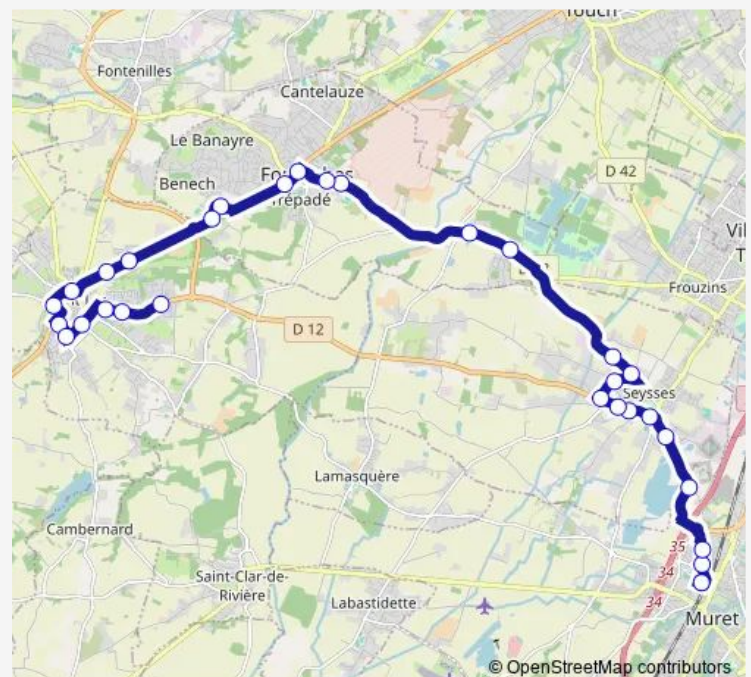 Touch
Fontenilles
Cantelauze
Le Banayre
D 42
Benech
Trépadé
Vil
T
Frouzins
D 12
Seysses
Lamasquère
Cambernard
35
34
34
Saint-Clar-de-
Rivière
Labastidette
Muret
© OpenStreetMap contributors